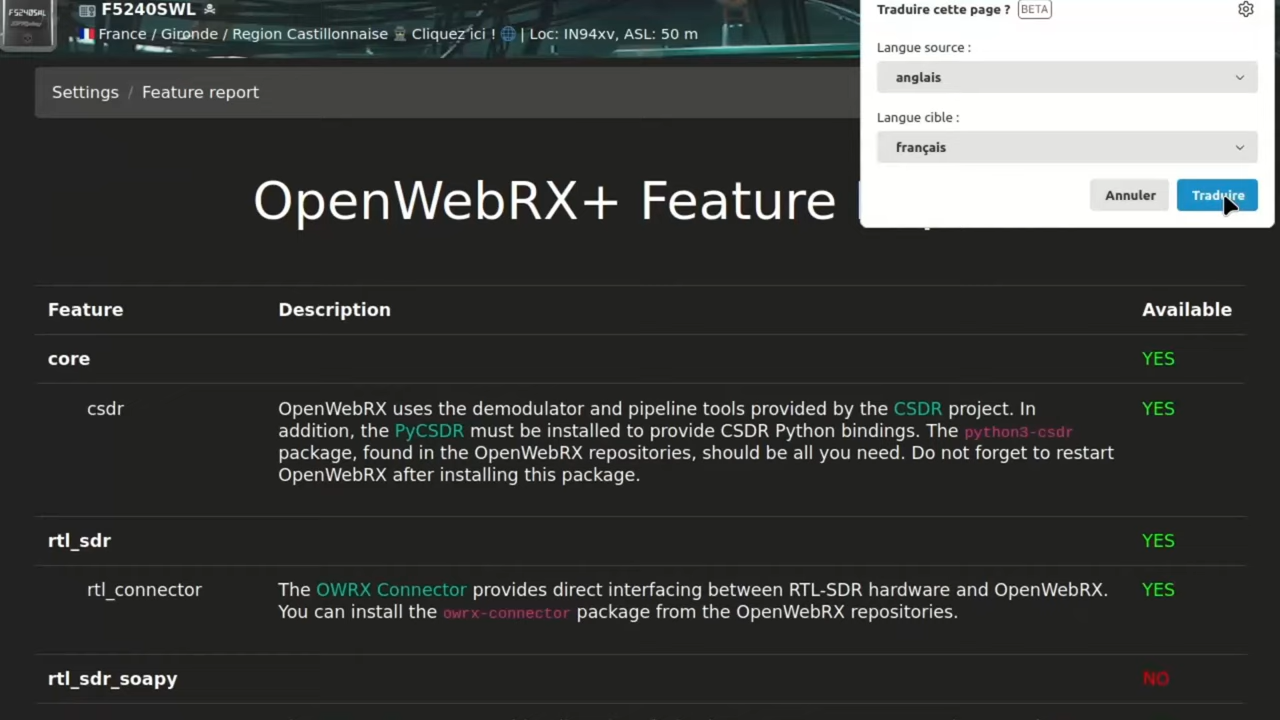 F5240SWL
F5240SWL
France / Gironde / Region Castillonnaise Cliquez ici ! | Loc: IN94xv, ASL: 50 m
Traduire cette page ? BETA
Langue source :
anglais
Langue cible :
français
Annuler Traduire
Settings / Feature report
OpenWebRX+ Feature
Feature Description Available
core YES
csdr OpenWebRX uses the demodulator and pipeline tools provided by the CSDR project. In YES
addition, the PyCSDR must be installed to provide CSDR Python bindings. The python3-csdr
package, found in the OpenWebRX repositories, should be all you need. Do not forget to restart
OpenWebRX after installing this package.
rtl_sdr YES
rtl_connector The OWRX Connector provides direct interfacing between RTL-SDR hardware and OpenWebRX. YES
You can install the owrx-connector package from the OpenWebRX repositories.
rtl_sdr_soapy NO